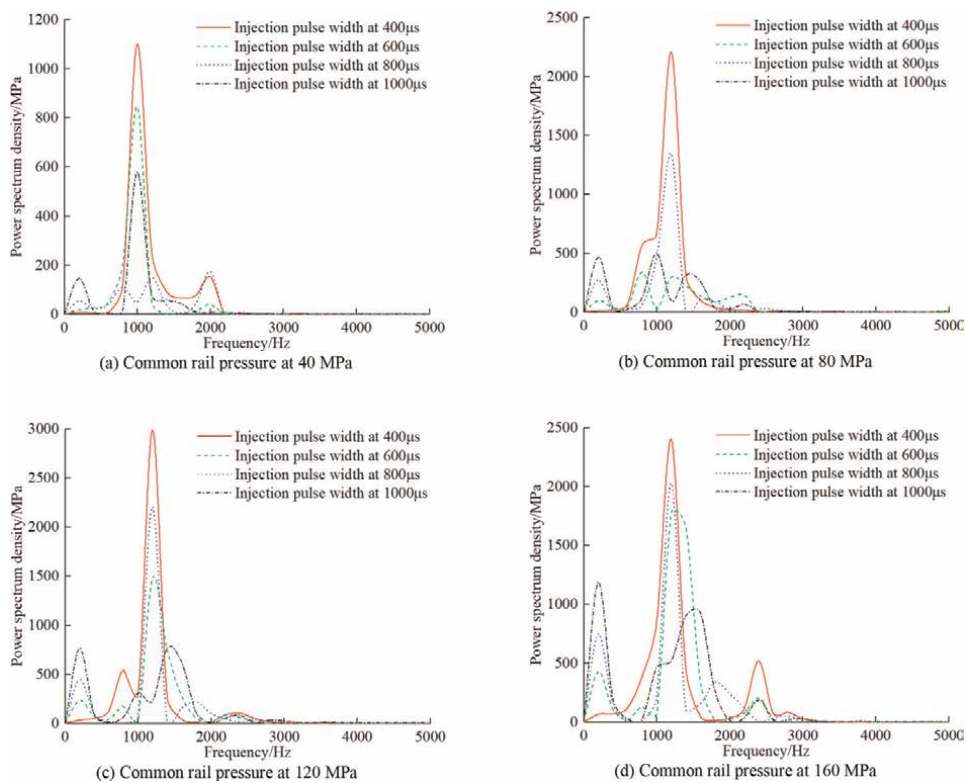 1200
1000
800
600
400
200
0
Power spectrum density/MPa
Injection pulse width at 400μs
Injection pulse width at 600μs
Injection pulse width at 800μs
Injection pulse width at 1000μs
0 1000 2000 3000 4000 5000
Frequency/Hz
(a) Common rail pressure at 40 MPa
2500
2000
1500
1000
500
0
Power spectrum density/MPa
Injection pulse width at 400μs
Injection pulse width at 600μs
Injection pulse width at 800μs
Injection pulse width at 1000μs
0 1000 2000 3000 4000 5000
Frequency/Hz
(b) Common rail pressure at 80 MPa
3000
2500
2000
1500
1000
500
0
Power spectrum density/MPa
Injection pulse width at 400μs
Injection pulse width at 600μs
Injection pulse width at 800μs
Injection pulse width at 1000μs
0 1000 2000 3000 4000 5000
Frequency/Hz
(c) Common rail pressure at 120 MPa
2500
2000
1500
1000
500
0
Power spectrum density/MPa
Injection pulse width at 400μs
Injection pulse width at 600μs
Injection pulse width at 800μs
Injection pulse width at 1000μs
0 1000 2000 3000 4000 5000
Frequency/Hz
(d) Common rail pressure at 160 MPa